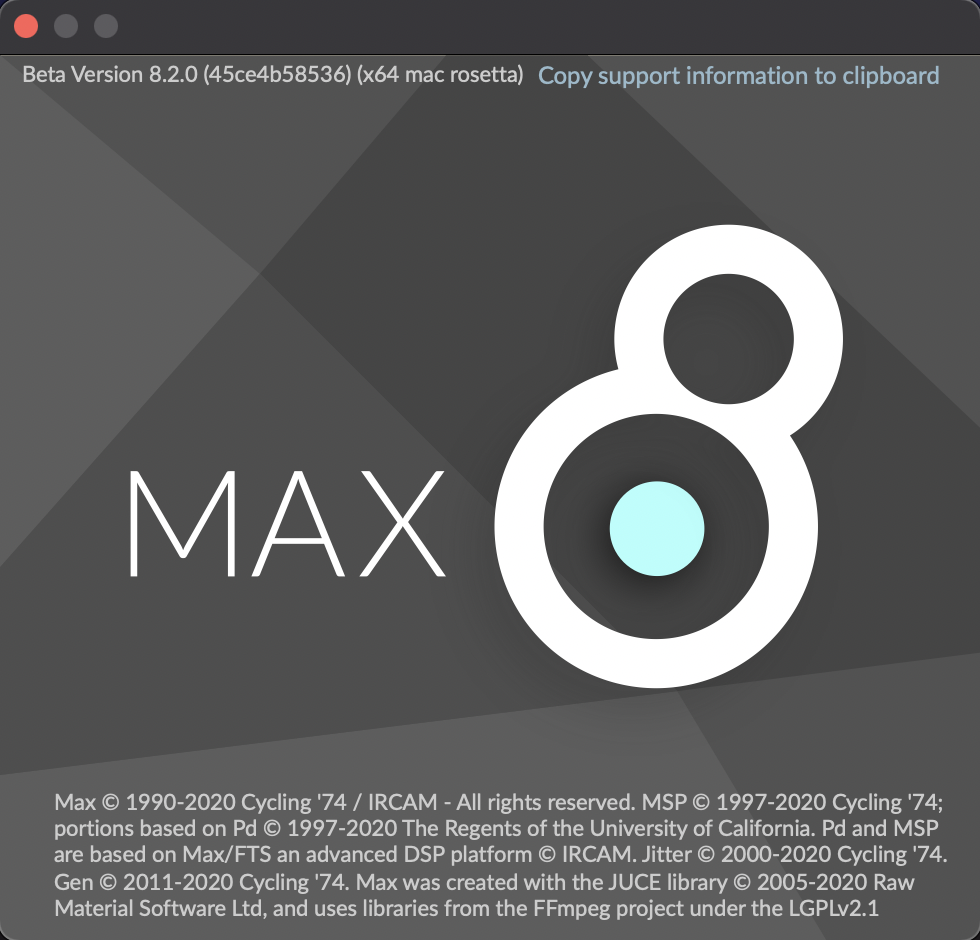 Beta Version 8.2.0 (45ce4b58536) (x64 mac rosetta) Copy support information to clipboard
MAX 8
Max © 1990-2020 Cycling '74 / IRCAM - All rights reserved. MSP © 1997-2020 Cycling '74;
portions based on Pd © 1997-2020 The Regents of the University of California. Pd and MSP
are based on Max/FTS an advanced DSP platform © IRCAM. Jitter © 2000-2020 Cycling '74.
Gen © 2011-2020 Cycling '74. Max was created with the JUCE library © 2005-2020 Raw
Material Software Ltd, and uses libraries from the FFmpeg project under the LGPLv2.1